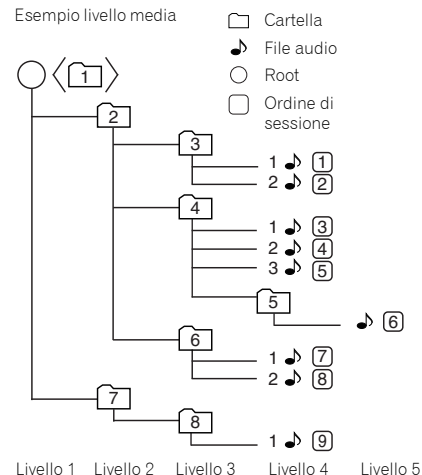 Esempio livello media
Cartella
File audio
Root
Ordine di
sessione
1
2
3
1 1
2 2
4
1 3
2 4
3 5
5
6
6
1 7
2 8
7
8
1 9
Livello 1 Livello 2 Livello 3 Livello 4 Livello 5